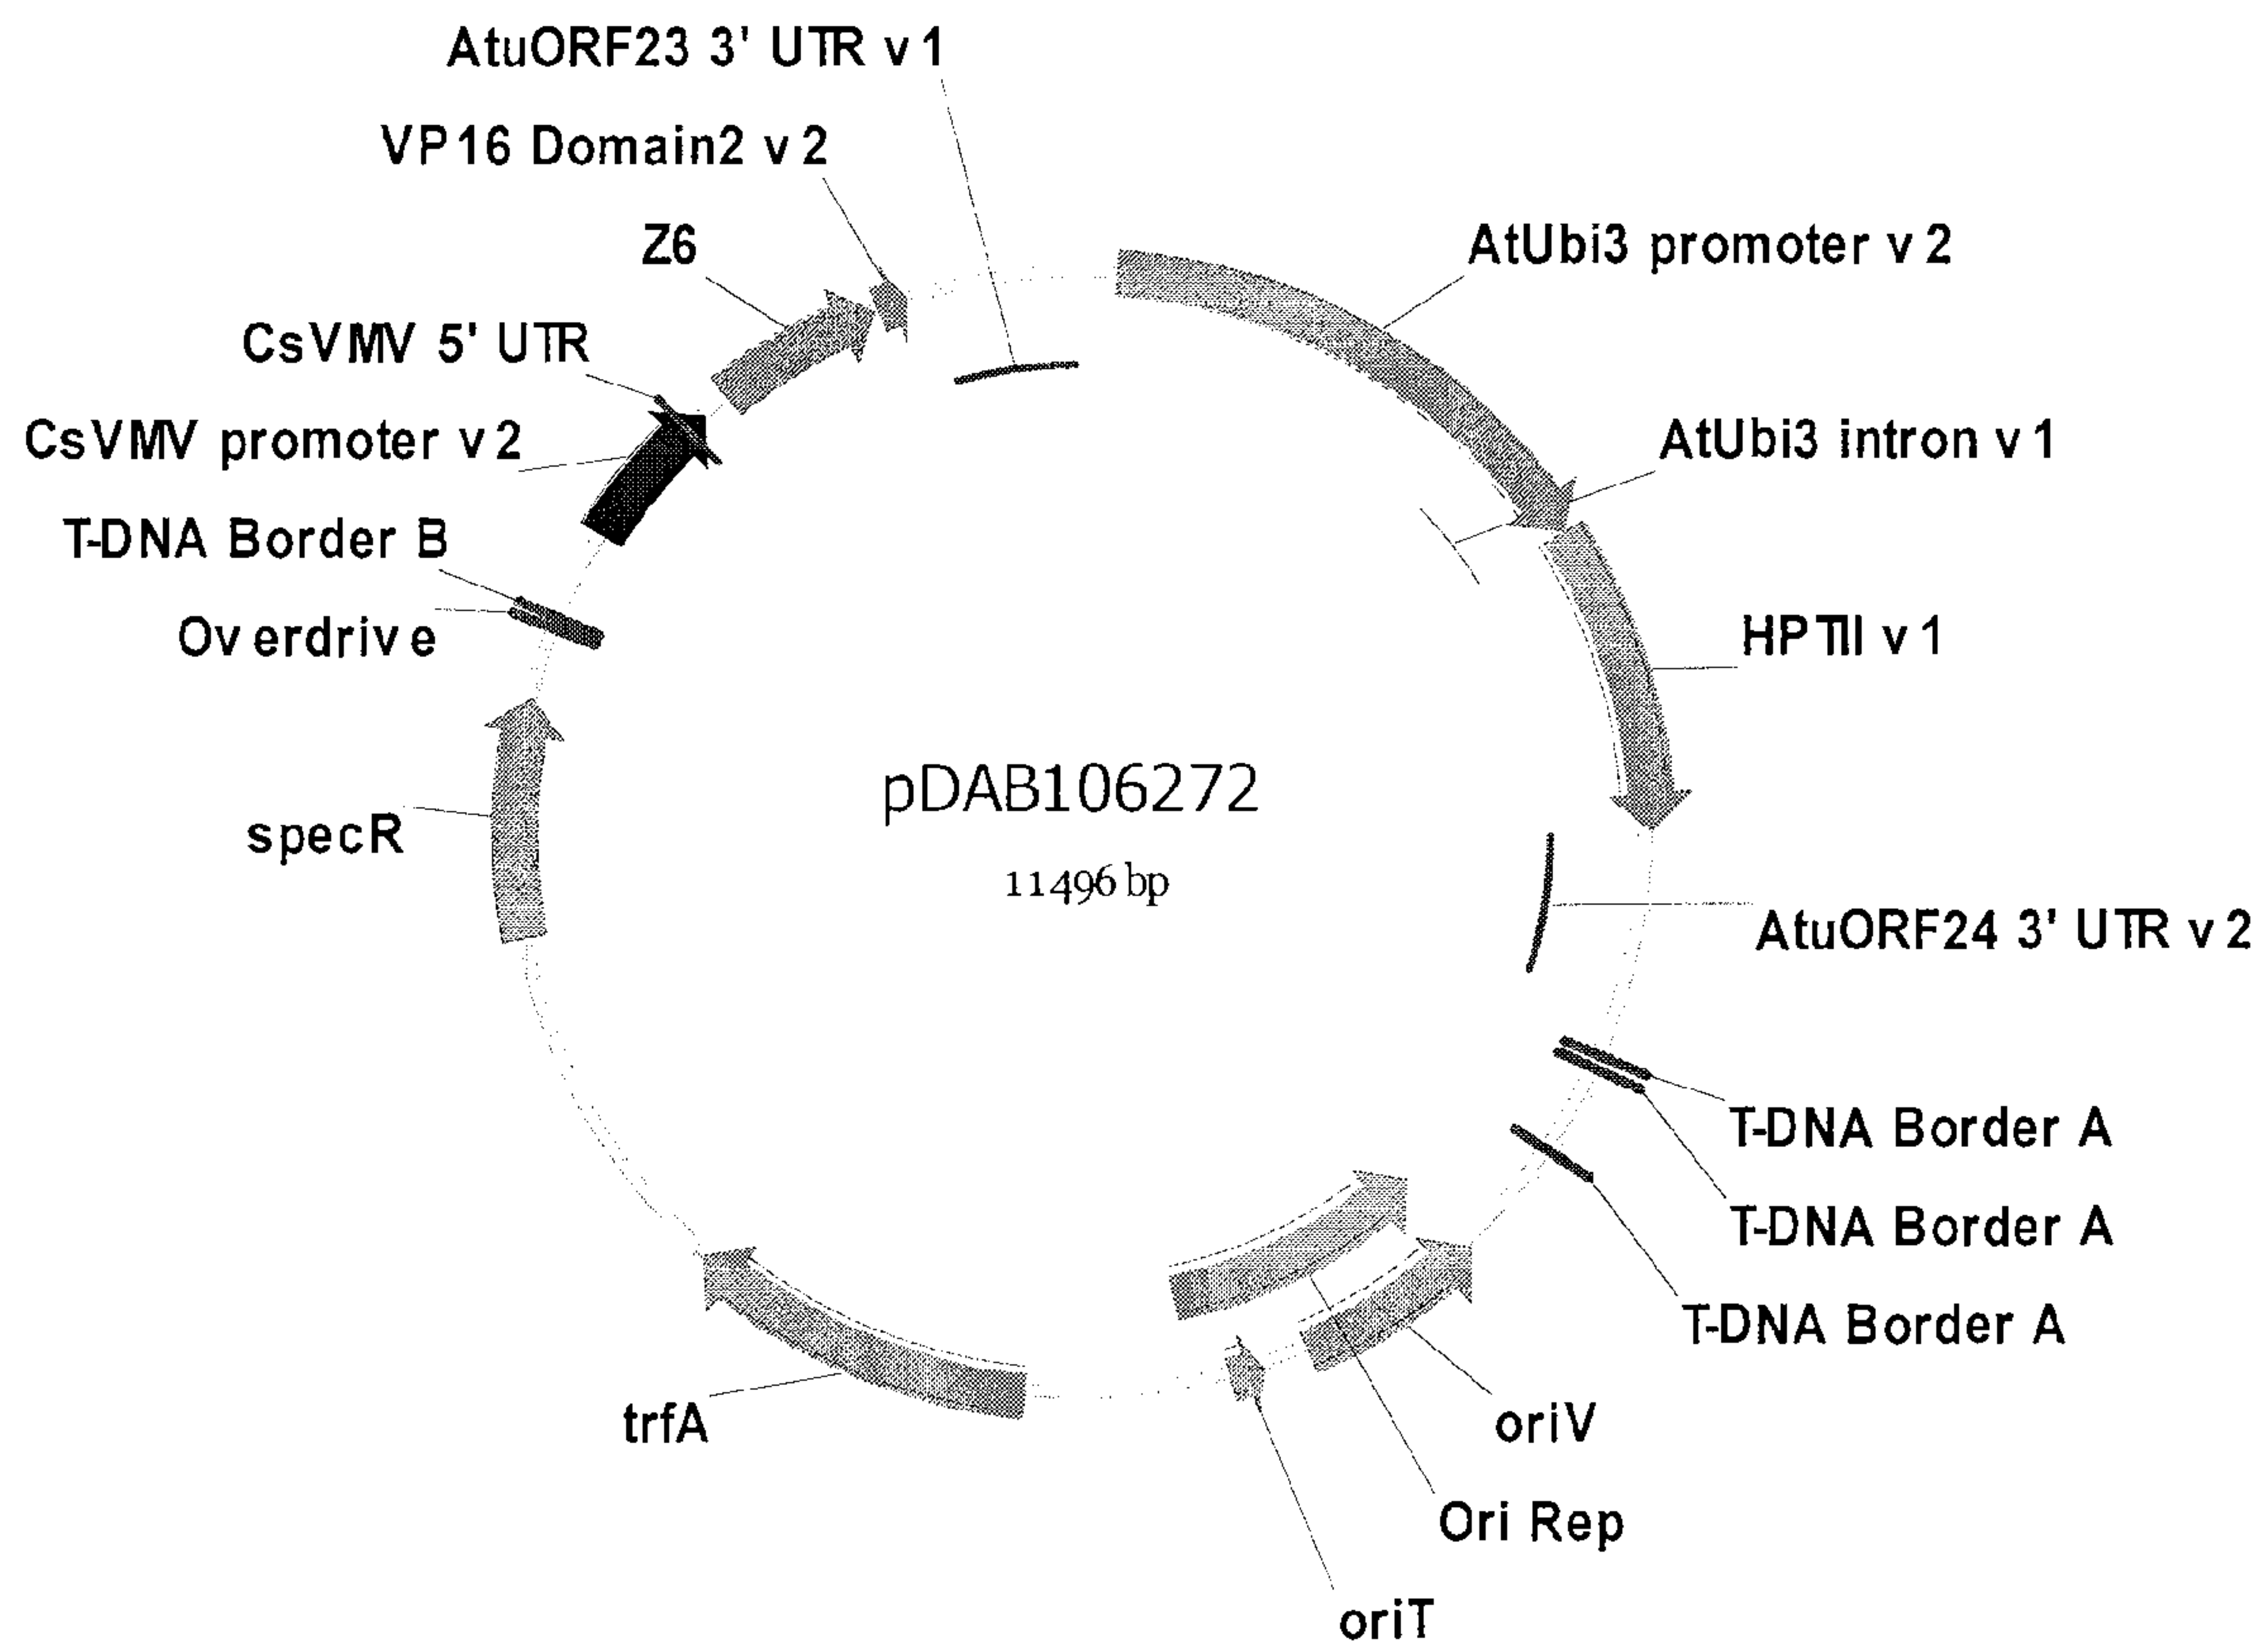 AtuORF23 3' UTR v1
VP16 Domain2 v2
Z6
AtUbi3 promoter v2
CsVMV 5' UTR
CsVMV promoter v2
AtUbi3 intron v1
T-DNA Border B
Overdrive
HPTII v1
pDAB106272
specR
11496 bp
AtuORF24 3' UTR v2
T-DNA Border A
T-DNA Border A
T-DNA Border A
trfA
oriV
Ori Rep
oriT